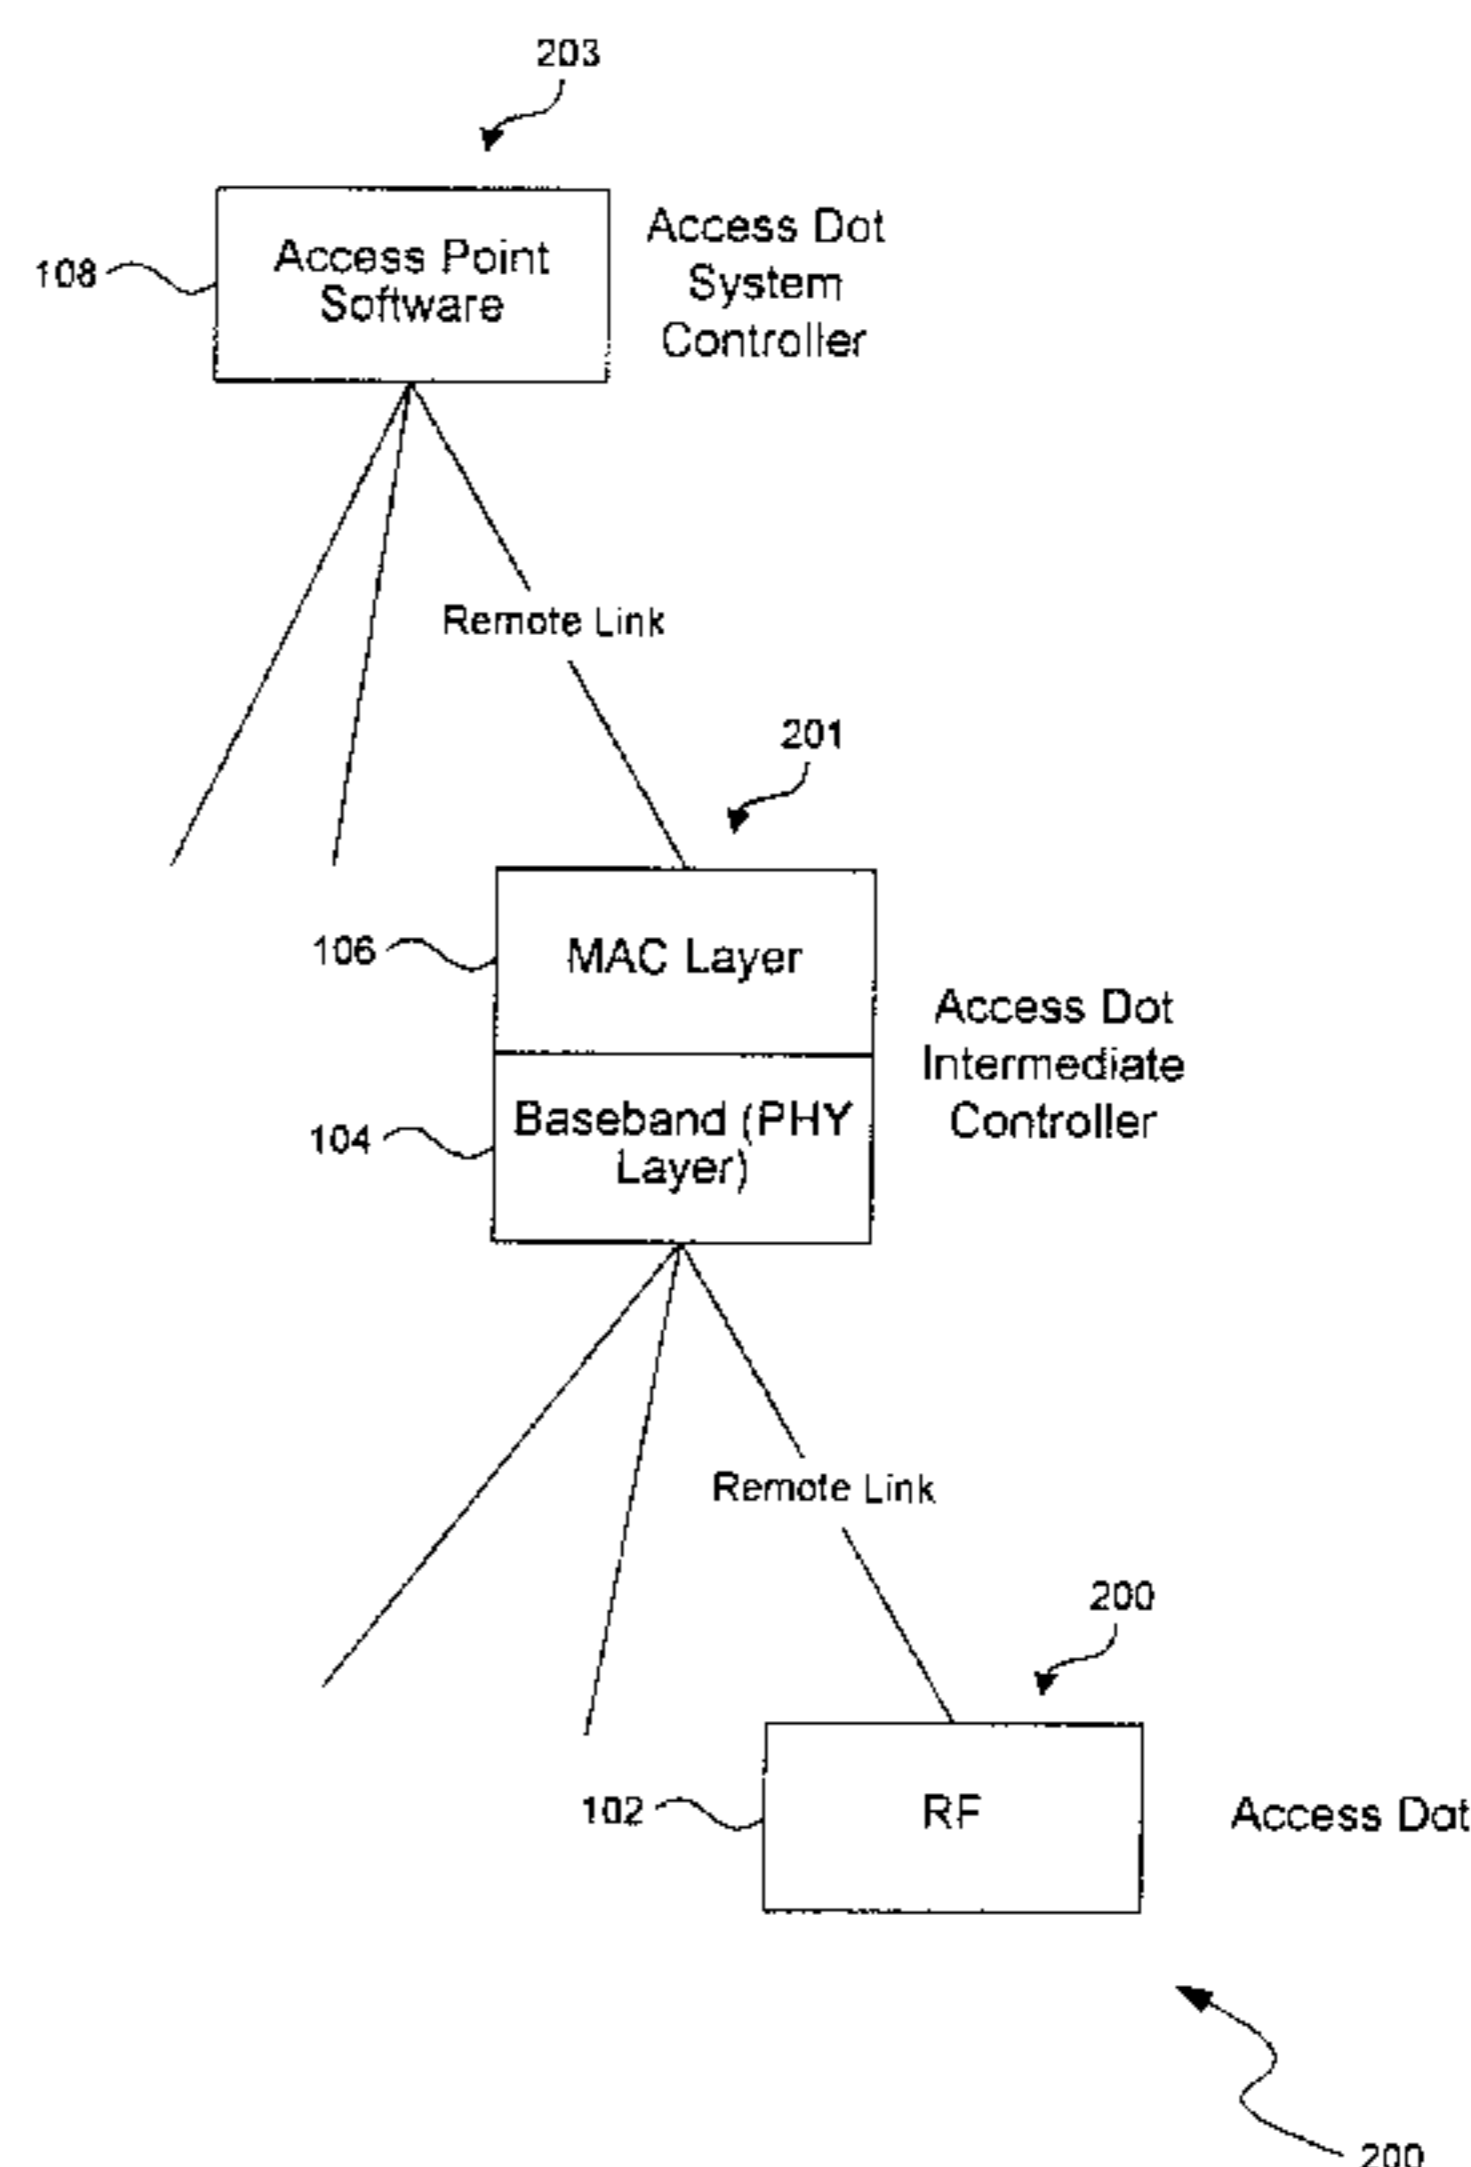 203
Access Point
Software
108
Access Dot
System
Controller
Remote Link
201
106
MAC Layer
104
Baseband (PHY
Layer)
Access Dot
Intermediate
Controller
Remote Link
200
102
RF
Access Dot
200